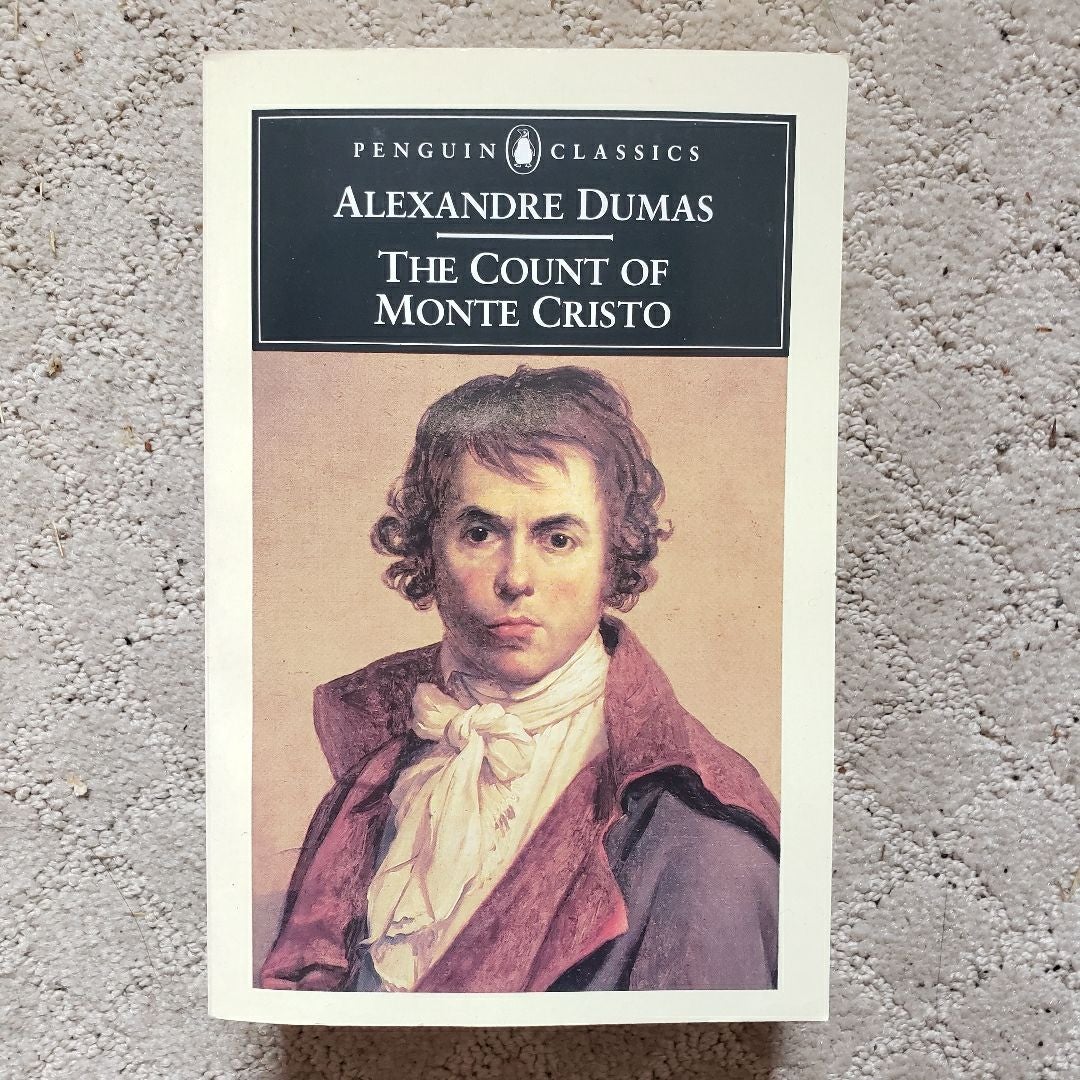 PENGUIN CLASSICS
ALEXANDRE DUMAS
THE COUNT OF
MONTE CRISTO